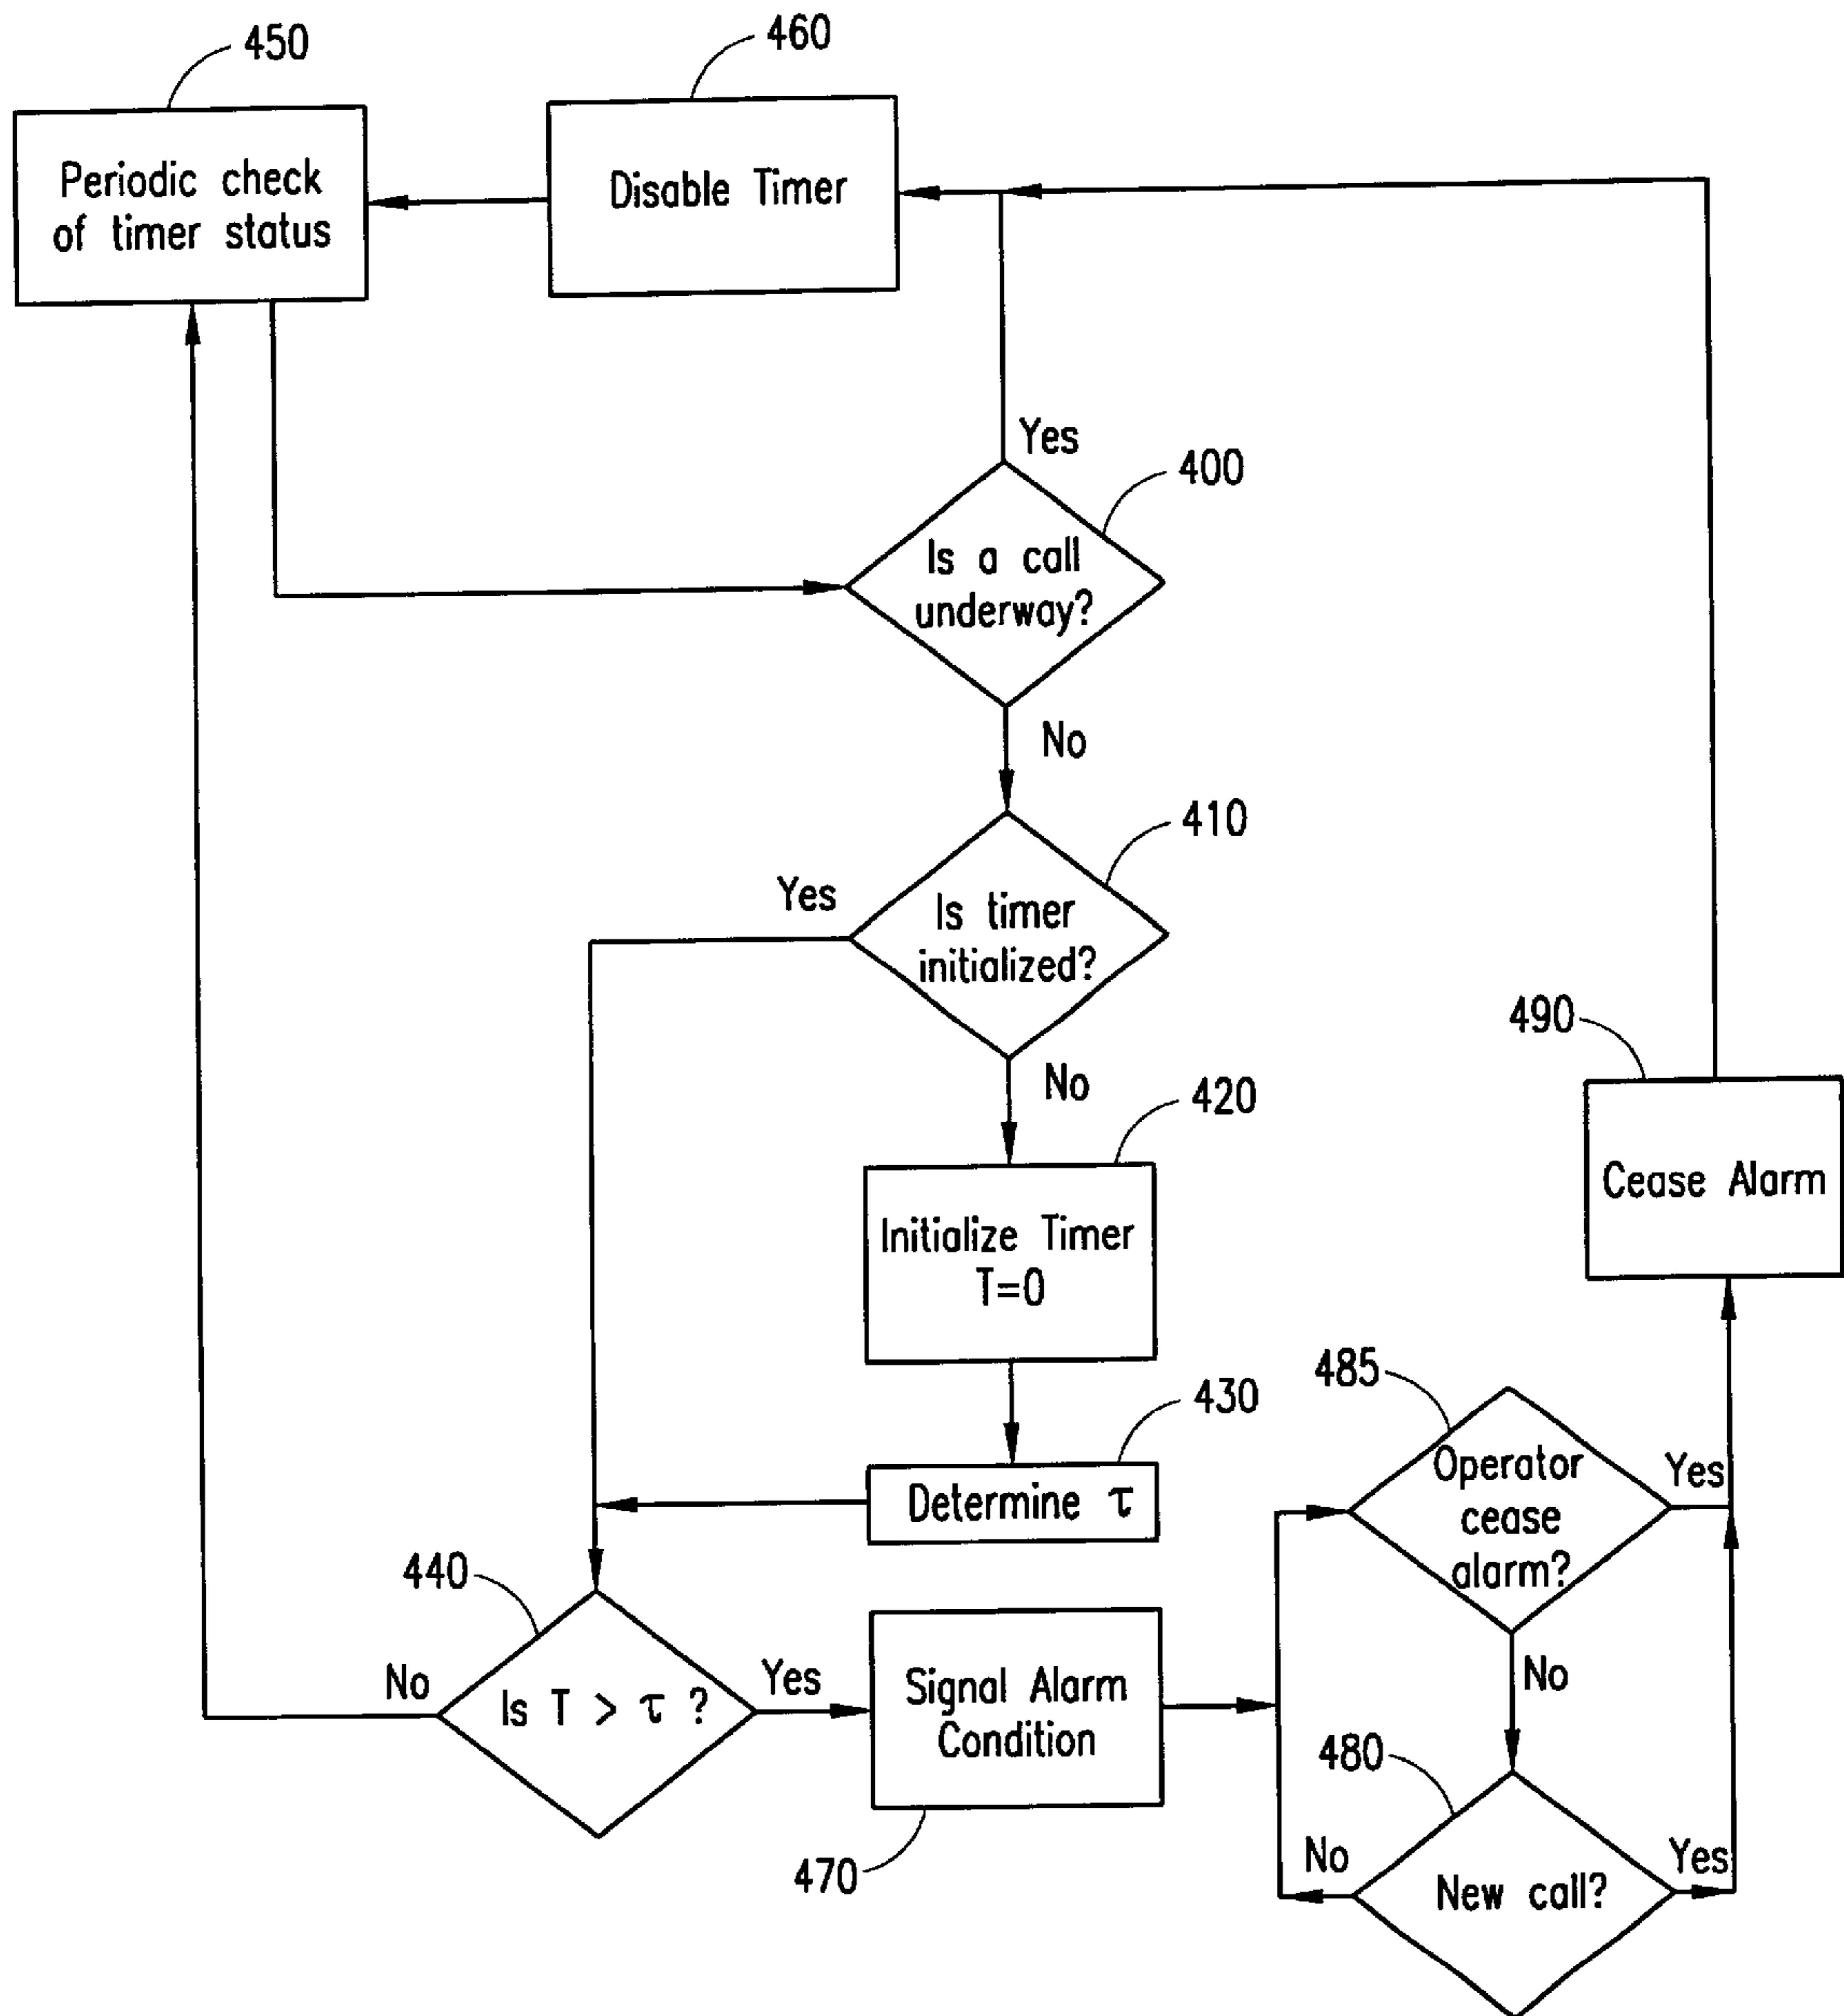 450
460
Periodic check
of timer status
Disable Timer
Yes
400
Is a call
underway?
No
410
Yes
Is timer
initialized?
No
490
420
Cease Alarm
Initialize Timer
T=0
485
430
Operator
cease
alarm?
Yes
Determine τ
440
No
Is T > τ ?
Yes
Signal Alarm
Condition
No
480
470
No
New call?
Yes